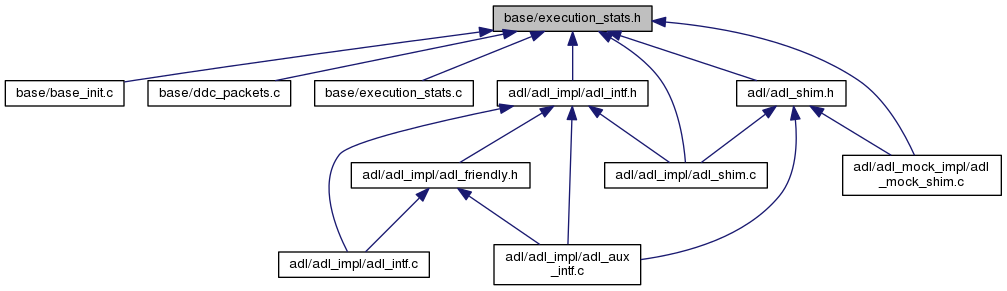 base/execution_stats.h
base/base_init.c
base/ddc_packets.c
base/execution_stats.c
adl/adl_impl/adl_intf.h
adl/adl_shim.h
adl/adl_impl/adl_friendly.h
adl/adl_impl/adl_shim.c
adl/adl_mock_impl/adl
_mock_shim.c
adl/adl_impl/adl_intf.c
adl/adl_impl/adl_aux
_intf.c